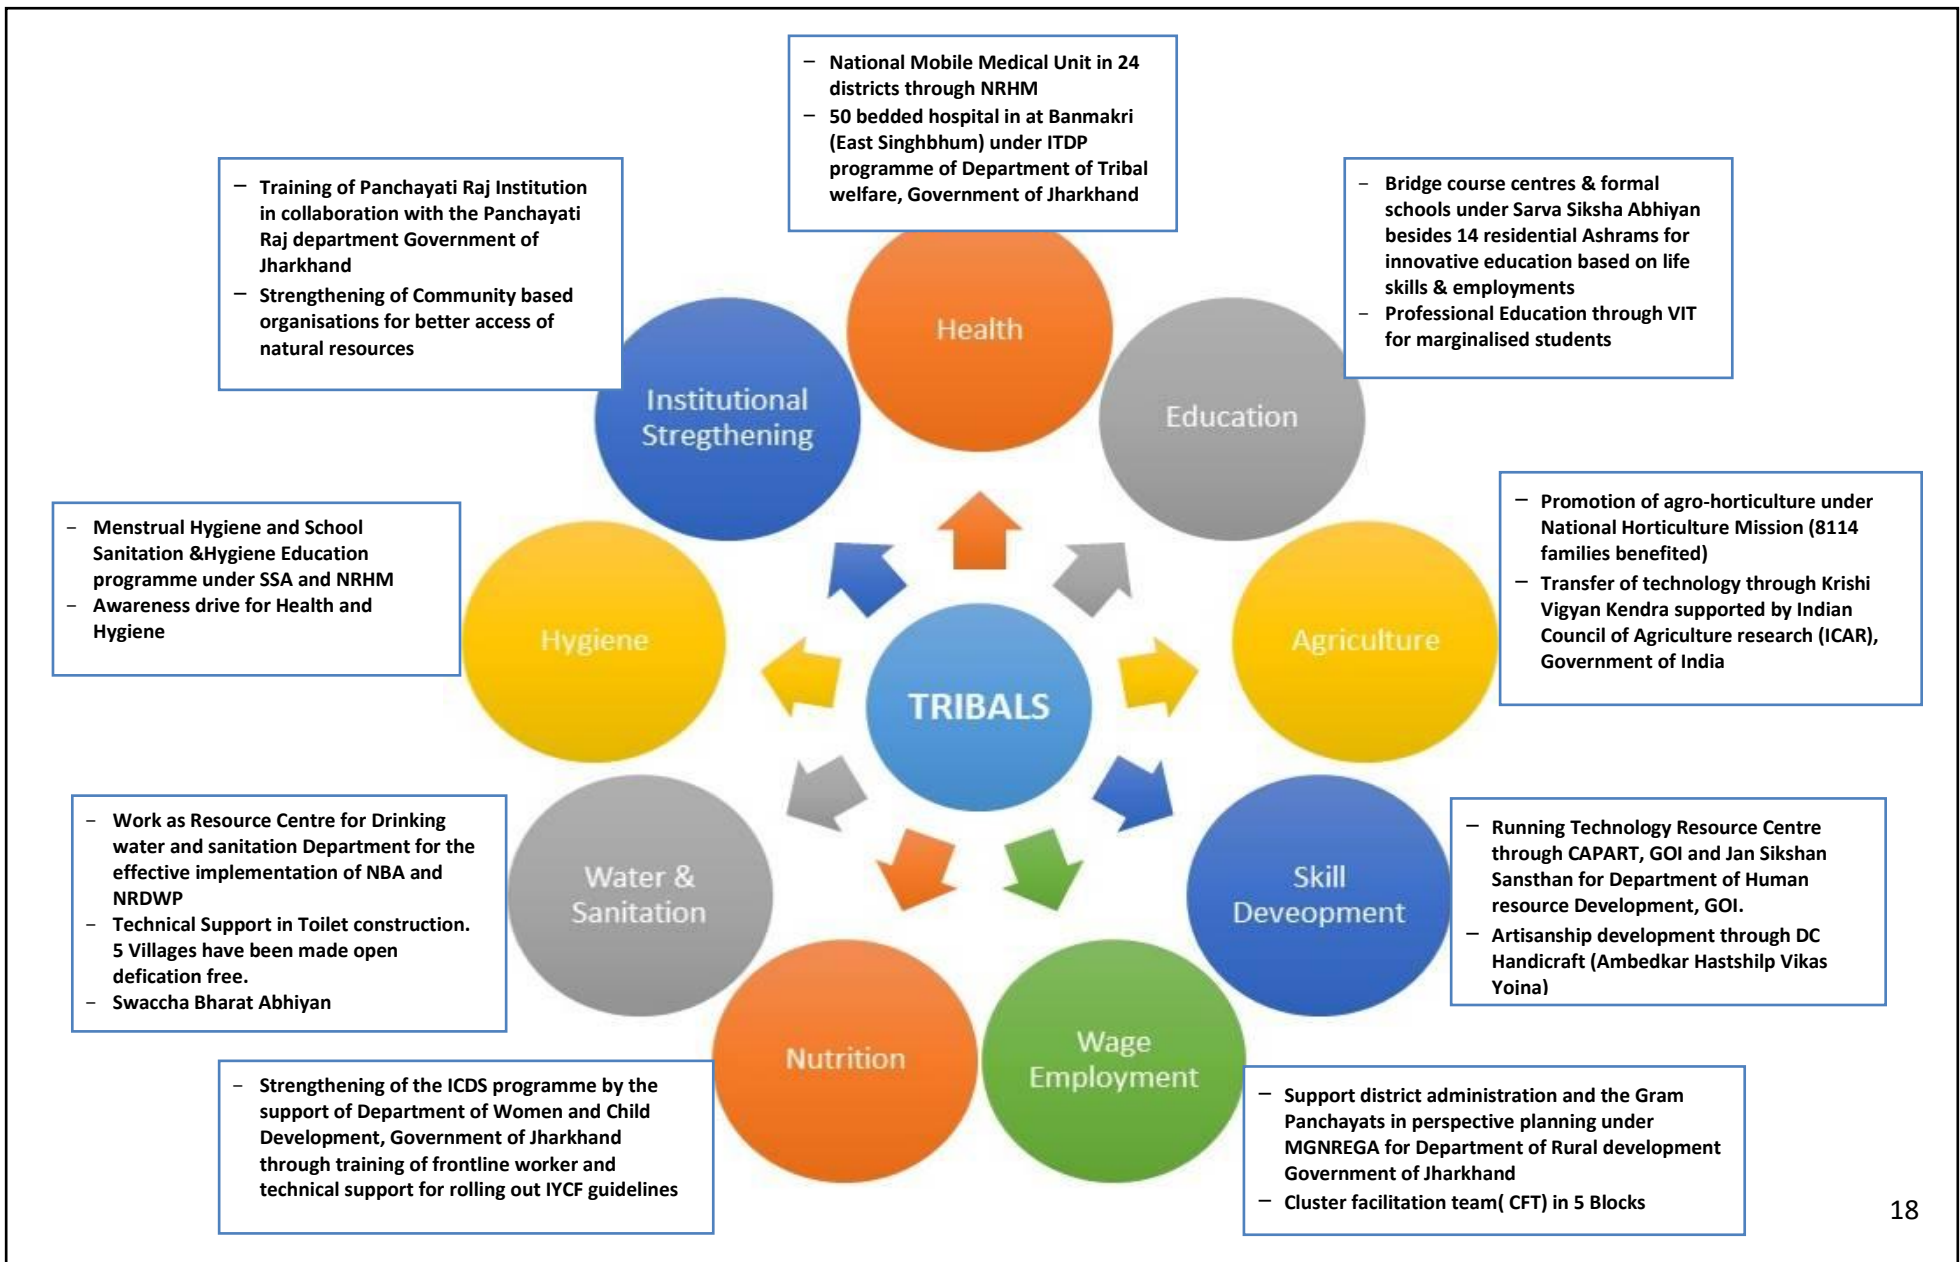 – National Mobile Medical Unit in 24
districts through NRHM
– 50 bedded hospital in at Banmakri
(East Singhbhum) under ITDP
programme of Department of Tribal
welfare, Government of Jharkhand
– Training of Panchayati Raj Institution
in collaboration with the Panchayati
Raj department Government of
Jharkhand
– Strengthening of Community based
organisations for better access of
natural resources
– Bridge course centres & formal
schools under Sarva Siksha Abhiyan
besides 14 residential Ashrams for
innovative education based on life
skills & employments
– Professional Education through VIT
for marginalised students
Health
Institutional
Stregthening
Education
– Menstrual Hygiene and School
Sanitation &Hygiene Education
programme under SSA and NRHM
– Awareness drive for Health and
Hygiene
Hygiene
Agriculture
– Promotion of agro-horticulture under
National Horticulture Mission (8114
families benefited)
– Transfer of technology through Krishi
Vigyan Kendra supported by Indian
Council of Agriculture research (ICAR),
Government of India
TRIBALS
– Work as Resource Centre for Drinking
water and sanitation Department for the
effective implementation of NBA and
NRDWP
– Technical Support in Toilet construction.
5 Villages have been made open
defication free.
– Swaccha Bharat Abhiyan
Water &
Sanitation
Skill
Deveopment
– Running Technology Resource Centre
through CAPART, GOI and Jan Sikshan
Sansthan for Department of Human
resource Development, GOI.
– Artisanship development through DC
Handicraft (Ambedkar Hastshilp Vikas
Yojna)
Nutrition
Wage
Employment
– Strengthening of the ICDS programme by the
support of Department of Women and Child
Development, Government of Jharkhand
through training of frontline worker and
technical support for rolling out IYCF guidelines
– Support district administration and the Gram
Panchayats in perspective planning under
MGNREGA for Department of Rural development
Government of Jharkhand
– Cluster facilitation team( CFT) in 5 Blocks
18